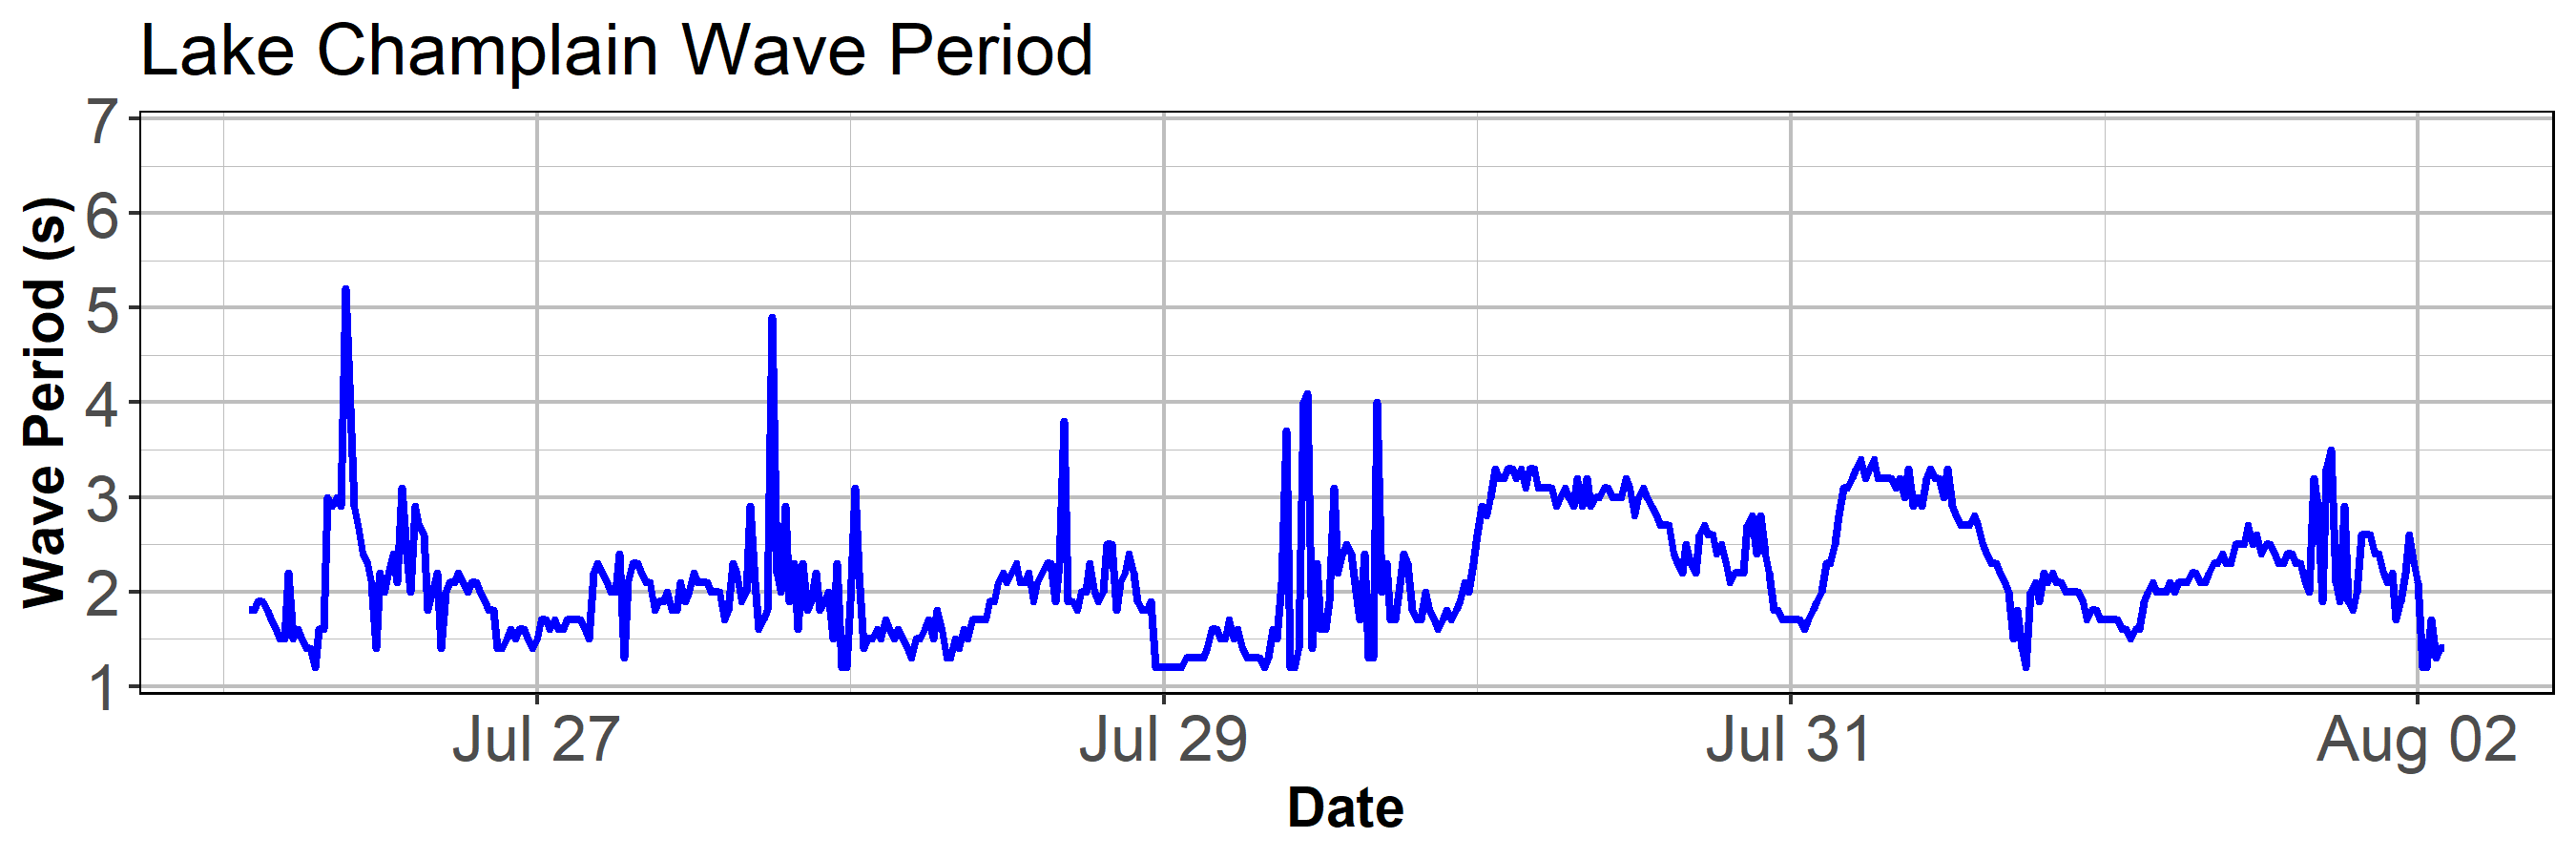 Lake Champlain Wave Period
7
6
5
4
3
2
1
Wave Period (s)
Jul 27
Jul 29
Jul 31
Aug 02
Date